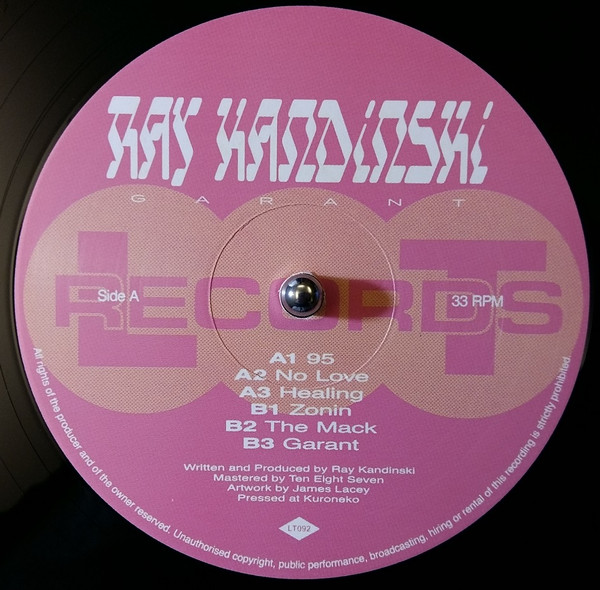 RAY KANDINSKI
GARANT
LT
RECORDS
Side A
33 RPM
A1 95
A2 No Love
A3 Healing
B1 Zonin
B2 The Mack
B3 Garant
Written and Produced by Ray Kandinski
Mastered by Ten Eight Seven
Artwork by James Lacey
Pressed at Kuroneko
LT092
All rights of the producer and of the owner reserved. Unauthorised copyright, public performance, broadcasting, hiring or rental of this recording is strictly prohibited